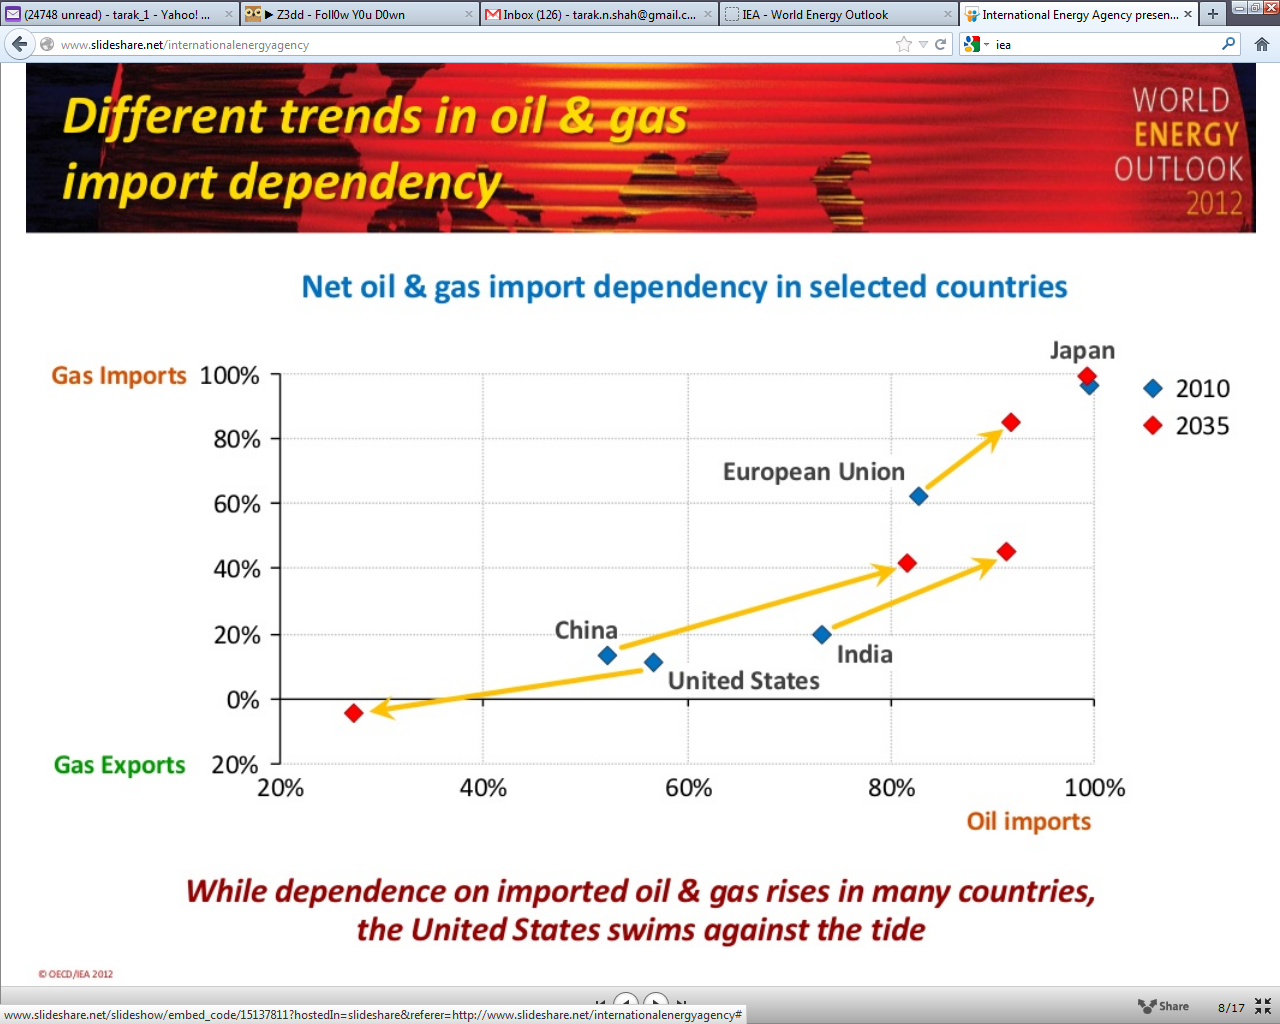 (24748 unread) - tarak_1 - Yahoo! ...
▶ Z3dd - Foll0w Y0u D0wn
Inbox (126) - tarak.n.shah@gmail.c...
IEA - World Energy Outlook
International Energy Agency presen...
www.slideshare.net/internationalenergyagency
iea
Different trends in oil & gas
import dependency
WORLD
ENERGY
OUTLOOK
2012
Net oil & gas import dependency in selected countries
Japan
Gas Imports 100%
2010
2035
80%
European Union
60%
40%
China
20%
India
United States
0%
Gas Exports 20%
20% 40% 60% 80% 100%
Oil imports
While dependence on imported oil & gas rises in many countries,
the United States swims against the tide
© OECD/IEA 2012
Share
8/17
www.slideshare.net/slideshow/embed_code/15137811?hostedIn=slideshare&referer=http://www.slideshare.net/internationalenergyagency#